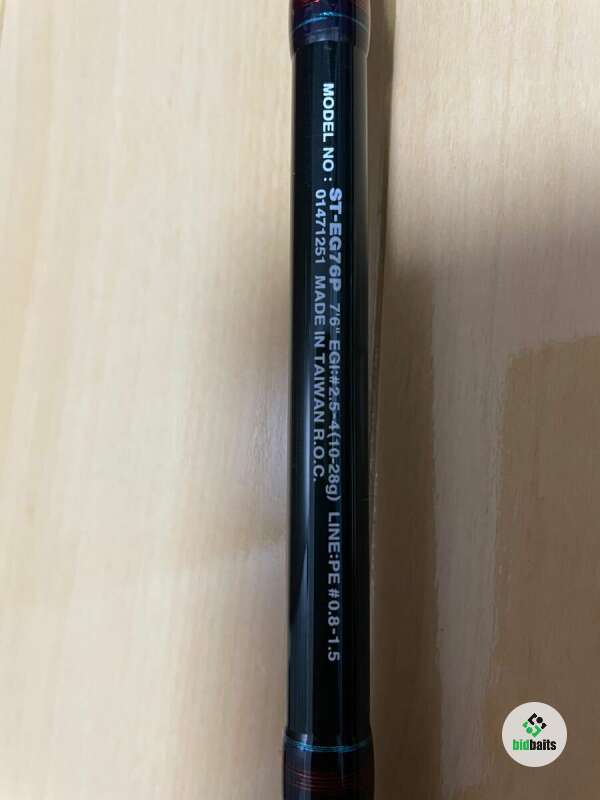 MODEL NO : ST-EG76P 7'6" EGI:#2.5-4(10-28g) LINE:PE #0.8-1.5
01471251 MADE IN TAIWAN R.O.C.
bidbaits